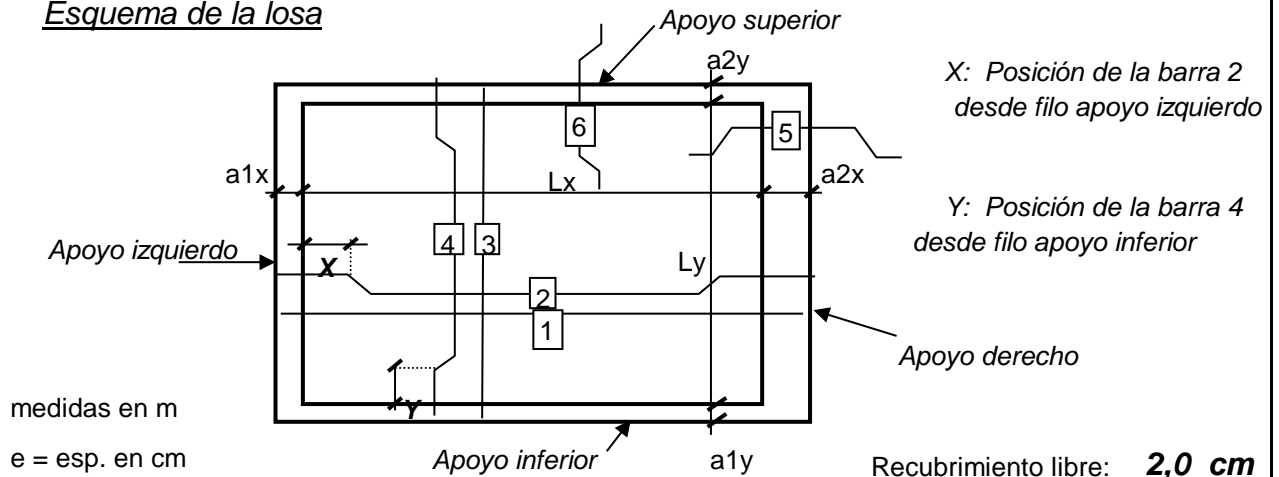 Esquema de la losa
Apoyo superior
a2y
X: Posición de la barra 2
desde filo apoyo izquierdo
6
5
a1x
Lx
a2x
Y: Posición de la barra 4
desde filo apoyo inferior
4
3
Apoyo izquierdo
X
Ly
2
1
Apoyo derecho
Y
medidas en m
e = esp. en cm
Apoyo inferior
a1y
Recubrimiento libre: 2,0 cm